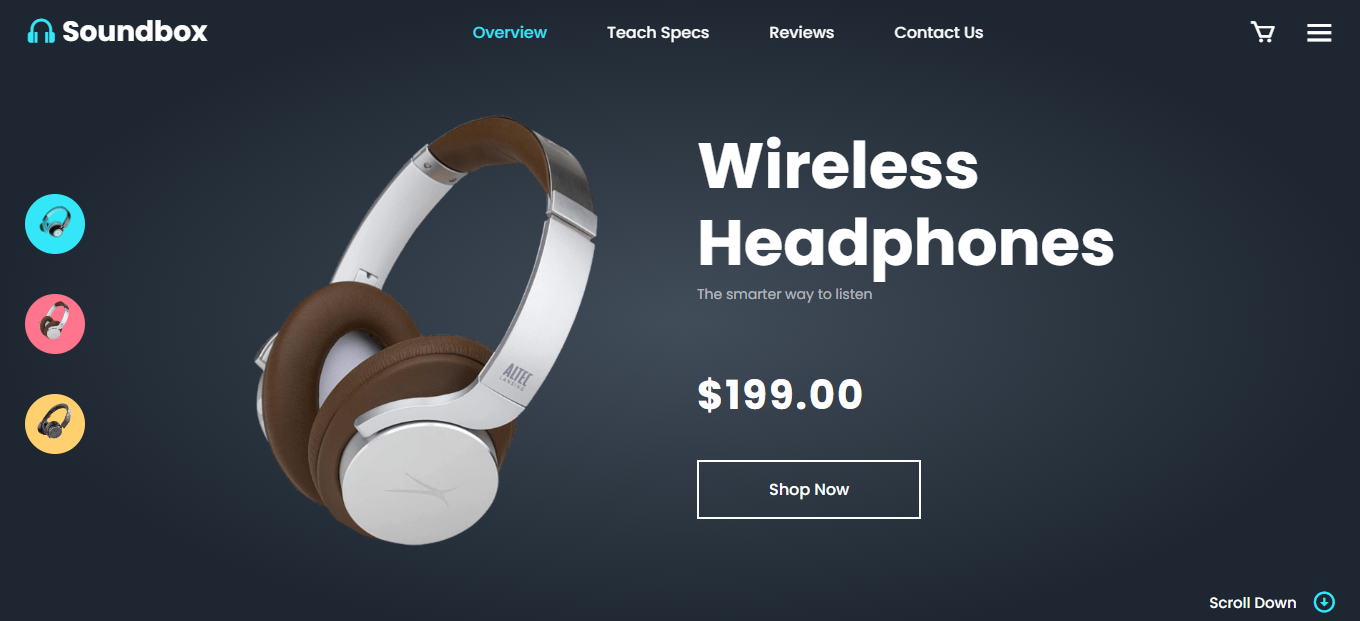 Soundbox
Overview
Teach Specs
Reviews
Contact Us
Wireless
Headphones
The smarter way to listen
ALTEC
LANSING
$199.00
Shop Now
Scroll Down